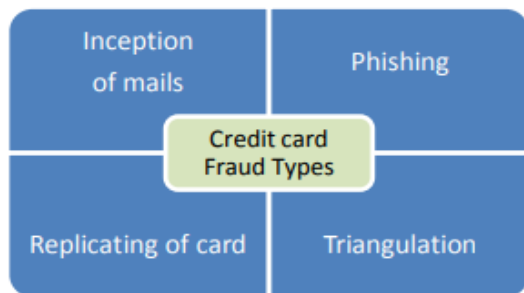 Inception
of mails
Phishing
Credit card
Fraud Types
Replicating of card
Triangulation